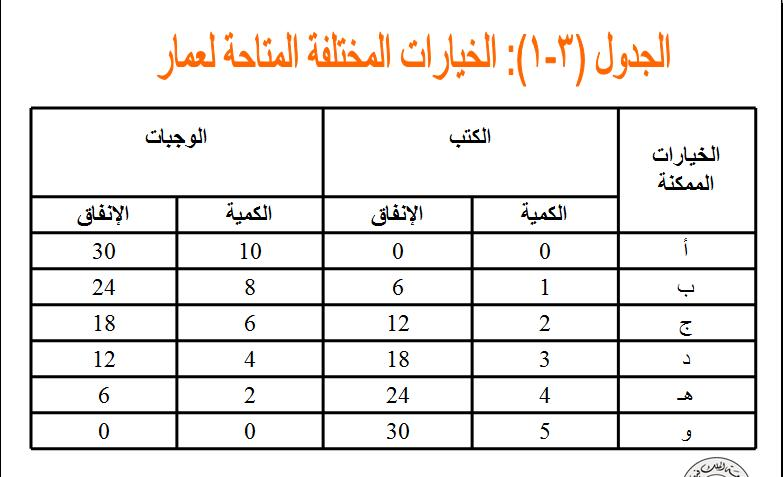 الجدول (٣-١): الخيارات المختلفة المتاحة لعمار
الخيارات الممكنة الكتب الوجبات
الكمية الإنفاق الكمية الإنفاق
أ 0 0 10 30
ب 1 6 8 24
ج 2 12 6 18
د 3 18 4 12
هـ 4 24 2 6
و 5 30 0 0